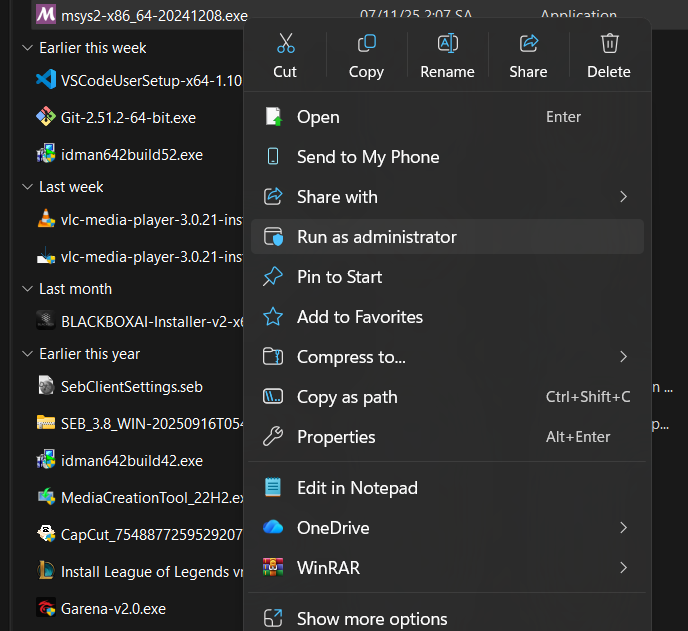 msys2-x86_64-20241208.exe 07/11/25 2:07 SA Application
Cut Copy Rename Share Delete
Earlier this week
VSCodeUserSetup-x64-1.10
Git-2.51.2-64-bit.exe
Open Enter
idman642build52.exe
Send to My Phone
Last week
Share with
vlc-media-player-3.0.21-inst
Run as administrator
vlc-media-player-3.0.21-inst
Pin to Start
Last month
Add to Favorites
BLACKBOXAI-Installer-v2-x6
Earlier this year
Compress to...
SebClientSettings.seb
Copy as path Ctrl+Shift+C
SEB_3.8_WIN-20250916T054
Properties Alt+Enter
idman642build42.exe
Edit in Notepad
MediaCreationTool_22H2.ex
OneDrive
CapCut_7548877259529207
WinRAR
Install League of Legends vn
Garena-v2.0.exe
Show more options